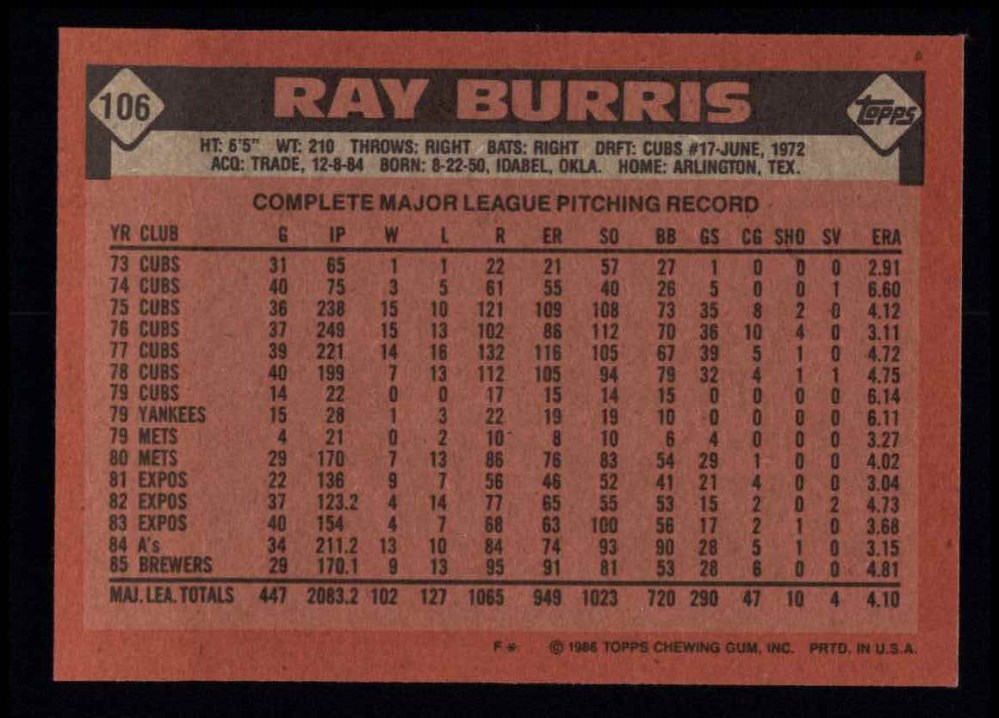 106 RAY BURRIS TOPPS
HT: 6'5" WT: 210 THROWS: RIGHT BATS: RIGHT DRFT: CUBS #17-JUNE, 1972
ACQ: TRADE, 12-8-84 BORN: 8-22-50, IDABEL, OKLA. HOME: ARLINGTON, TEX.
COMPLETE MAJOR LEAGUE PITCHING RECORD
YR CLUB G IP W L R ER SO BB GS CG SHO SV ERA
73 CUBS 31 65 1 1 22 21 57 27 1 0 0 0 2.91
74 CUBS 40 75 3 5 61 55 40 26 5 0 0 1 6.60
75 CUBS 36 238 15 10 121 109 108 73 35 8 2 0 4.12
76 CUBS 37 249 15 13 102 86 112 70 36 10 4 0 3.11
77 CUBS 39 221 14 16 132 116 105 67 39 5 1 0 4.72
78 CUBS 40 199 7 13 112 105 94 79 32 4 1 1 4.75
79 CUBS 14 22 0 0 17 15 14 15 0 0 0 0 6.14
79 YANKEES 15 28 1 3 22 19 19 10 0 0 0 0 6.11
79 METS 4 21 0 2 10 8 10 6 4 0 0 0 3.27
80 METS 29 170 7 13 86 76 83 54 29 1 0 0 4.02
81 EXPOS 22 136 9 7 56 46 52 41 21 4 0 0 3.04
82 EXPOS 37 123.2 4 14 77 65 55 53 15 2 0 2 4.73
83 EXPOS 40 154 4 7 68 63 100 56 17 2 1 0 3.68
84 A's 34 211.2 13 10 84 74 93 90 28 5 1 0 3.15
85 BREWERS 29 170.1 9 13 95 91 81 53 28 6 0 0 4.81
MAJ. LEA. TOTALS 447 2083.2 102 127 1065 949 1023 720 290 47 10 4 4.10
F * © 1986 TOPPS CHEWING GUM, INC. PRTD. IN U.S.A.